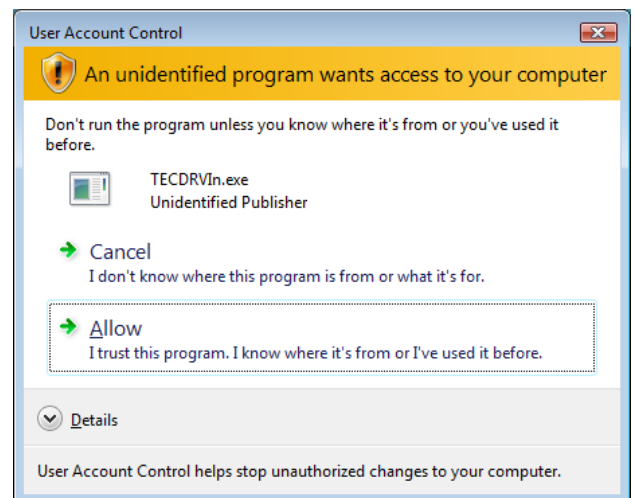 User Account Control
An unidentified program wants access to your computer
Don't run the program unless you know where it's from or you've used it
before.
TECDRVIn.exe
Unidentified Publisher
Cancel
I don't know where this program is from or what it's for.
Allow
I trust this program. I know where it's from or I've used it before.
Details
User Account Control helps stop unauthorized changes to your computer.